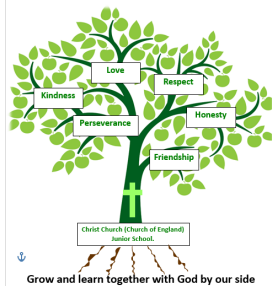 Love
Respect
Kindness
Honesty
Perseverance
Friendship
Christ Church (Church of England)
Junior School.
Grow and learn together with God by our side